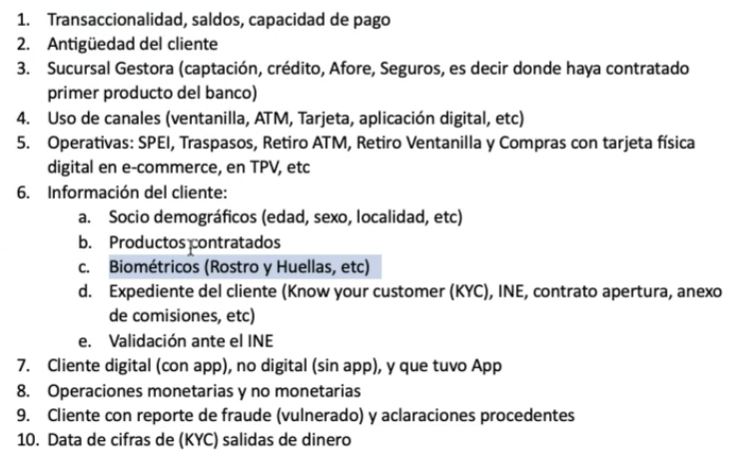 1. Transaccionalidad, saldos, capacidad de pago
2. Antigüedad del cliente
3. Sucursal Gestora (captación, crédito, Afore, Seguros, es decir donde haya contratado
primer producto del banco)
4. Uso de canales (ventanilla, ATM, Tarjeta, aplicación digital, etc)
5. Operativas: SPEI, Traspasos, Retiro ATM, Retiro Ventanilla y Compras con tarjeta física
digital en e-commerce, en TPV, etc
6. Información del cliente:
a. Socio demográficos (edad, sexo, localidad, etc)
b. Productos contratados
c. Biométricos (Rostro y Huellas, etc)
d. Expediente del cliente (Know your customer (KYC), INE, contrato apertura, anexo
de comisiones, etc)
e. Validación ante el INE
7. Cliente digital (con app), no digital (sin app), y que tuvo App
8. Operaciones monetarias y no monetarias
9. Cliente con reporte de fraude (vulnerado) y aclaraciones procedentes
10. Data de cifras de (KYC) salidas de dinero